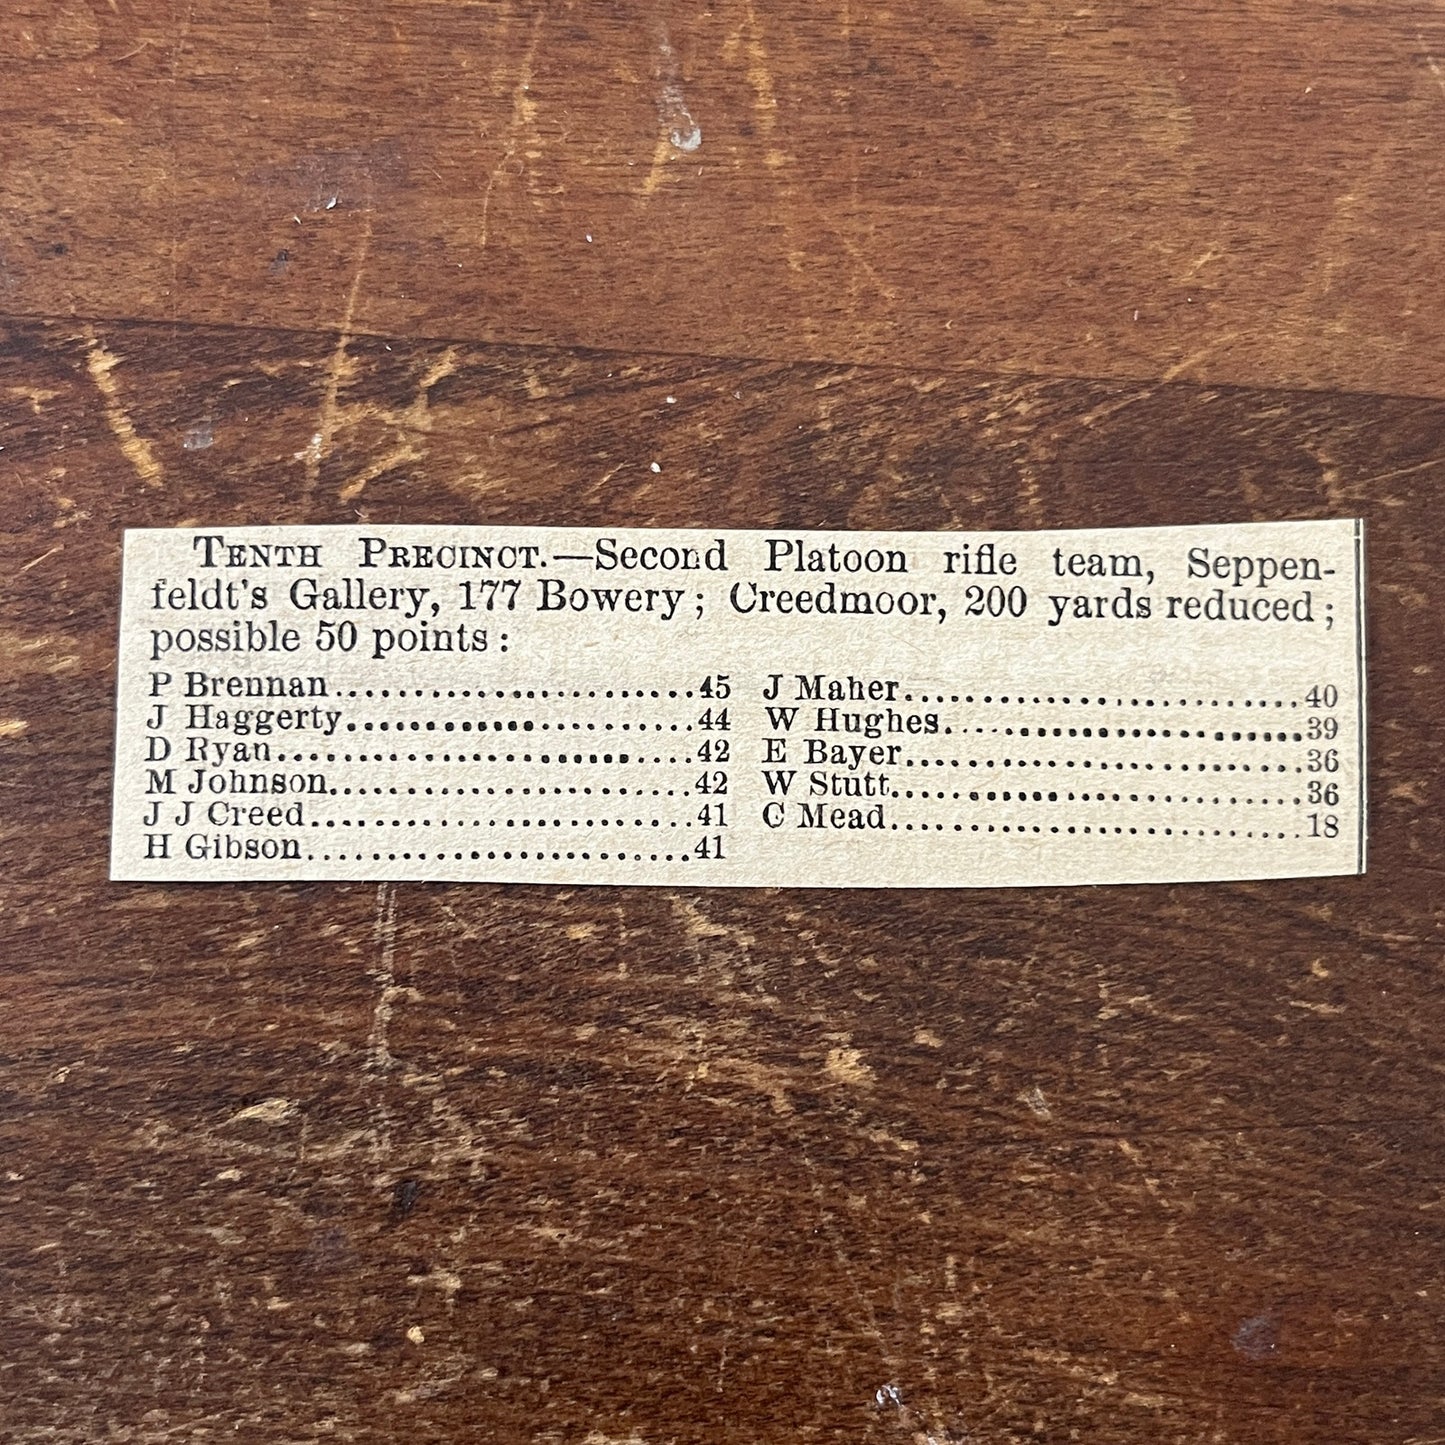 TENTH PRECINCT.—Second Platoon rifle team, Seppen-
feldt's Gallery, 177 Bowery; Creedmoor, 200 yards reduced;
possible 50 points:
P Brennan.......................45
J Haggerty......................44
D Ryan..........................42
M Johnson.......................42
J J Creed.......................41
H Gibson........................41
J Maher.........................40
W Hughes........................39
E Bayer.........................36
W Stutt.........................36
C Mead..........................18